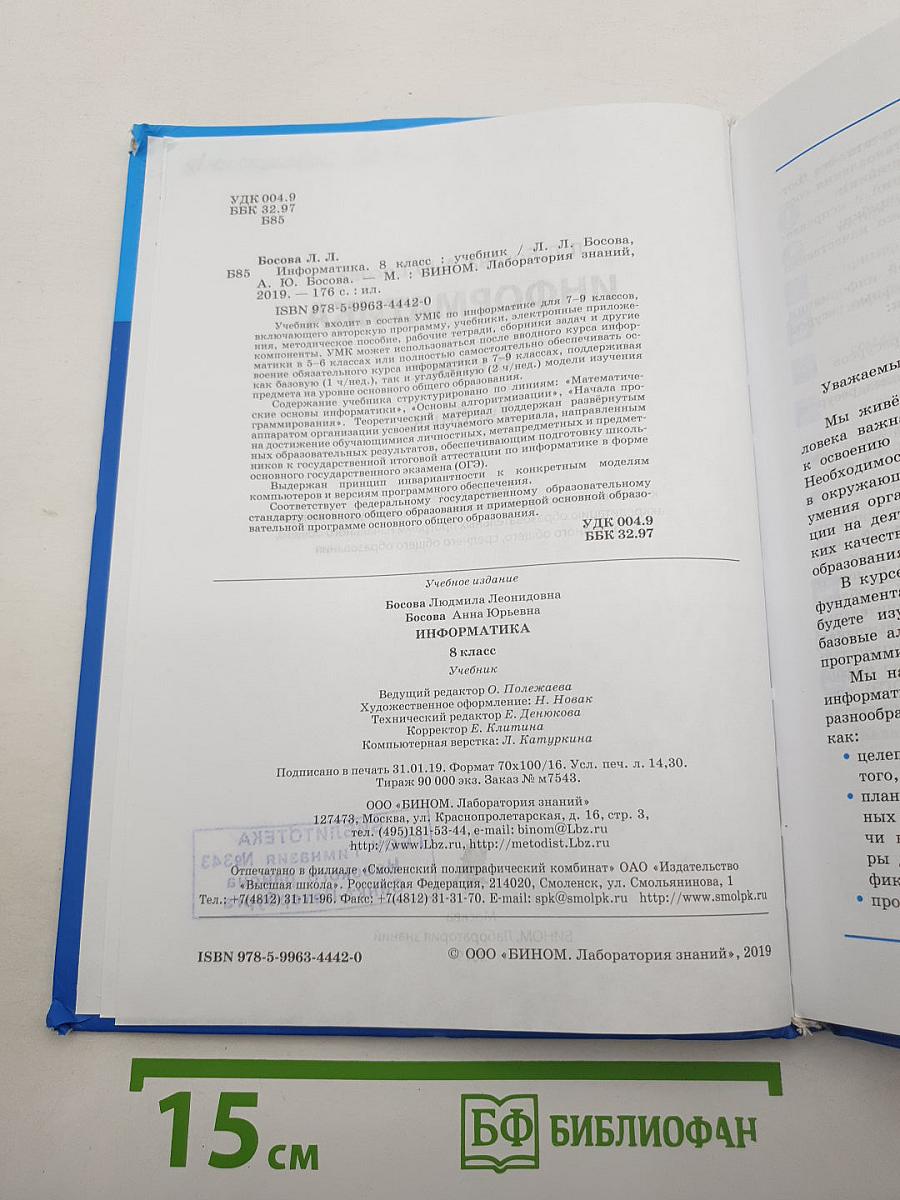 УДК 004.9
ББК 32.97
Б85
Босова Л. Л.
Б85 Информатика. 8 класс : учебник / Л. Л. Босова,
А. Ю. Босова. — М. : БИНОМ. Лаборатория знаний,
2019. — 176 с. : ил.
ISBN 978-5-9963-4442-0
Учебник входит в состав УМК по информатике для 7–9 классов,
включающего авторскую программу, учебники, электронные приложе-
ния, методическое пособие, рабочие тетради, сборники задач и другие
компоненты. УМК может использоваться после вводного курса инфор-
матики в 5–6 классах или полностью самостоятельно обеспечивать ос-
воение обязательного курса информатики в 7–9 классах, поддерживая
как базовую (1 ч/нед.), так и углублённую (2 ч/нед.) модели изучения
предмета на уровне основного общего образования.
Содержание учебника структурировано по линиям: «Математиче-
ские основы информатики», «Основы алгоритмизации», «Начала про-
граммирования». Теоретический материал поддержан развёрнутым
аппаратом организации усвоения изучаемого материала, направленным
на достижение обучающимися личностных, метапредметных и предмет-
ных образовательных результатов, обеспечивающим подготовку школь-
ников к государственной итоговой аттестации по информатике в форме
основного государственного экзамена (ОГЭ).
Выдержан принцип инвариантности к конкретным моделям
компьютеров и версиям программного обеспечения.
Соответствует федеральному государственному образовательному
стандарту основного общего образования и примерной основной образо-
вательной программе основного общего образования.
УДК 004.9
ББК 32.97
Учебное издание
Босова Людмила Леонидовна
Босова Анна Юрьевна
ИНФОРМАТИКА
8 класс
Учебник
Ведущий редактор О. Полежаева
Художественное оформление: Н. Новак
Технический редактор Е. Денюкова
Корректор Е. Клитина
Компьютерная верстка: Л. Катуркина
Подписано в печать 31.01.19. Формат 70х100/16. Усл. печ. л. 14,30.
Тираж 90 000 экз. Заказ № м7543.
ООО «БИНОМ. Лаборатория знаний»
127473, Москва, ул. Краснопролетарская, д. 16, стр. 3,
тел. (495)181-53-44, e-mail: binom@Lbz.ru
http://www.Lbz.ru, http://metodist.Lbz.ru
Отпечатано в филиале «Смоленский полиграфический комбинат» ОАО «Издательство
«Высшая школа». Российская Федерация, 214020, Смоленск, ул. Смольянинова, 1
Тел.: +7(4812) 31-11-96. Факс: +7(4812) 31-31-70. E-mail: spk@smolpk.ru http://www.smolpk.ru
ISBN 978-5-9963-4442-0 © ООО «БИНОМ. Лаборатория знаний», 2019
Уважаемы
Мы живё
ловека важна
к освоению
Необходимос
в окружающ
умения орга
ции на деят
ких качеств
образования
В курсе
фундамента
будете изу
базовые ал
программи
Мы на
информати
разнообра
как:
• целеп
того,
• план
ных
чи
ры
фик
• про
15 см
БФ БИБЛИОФАН